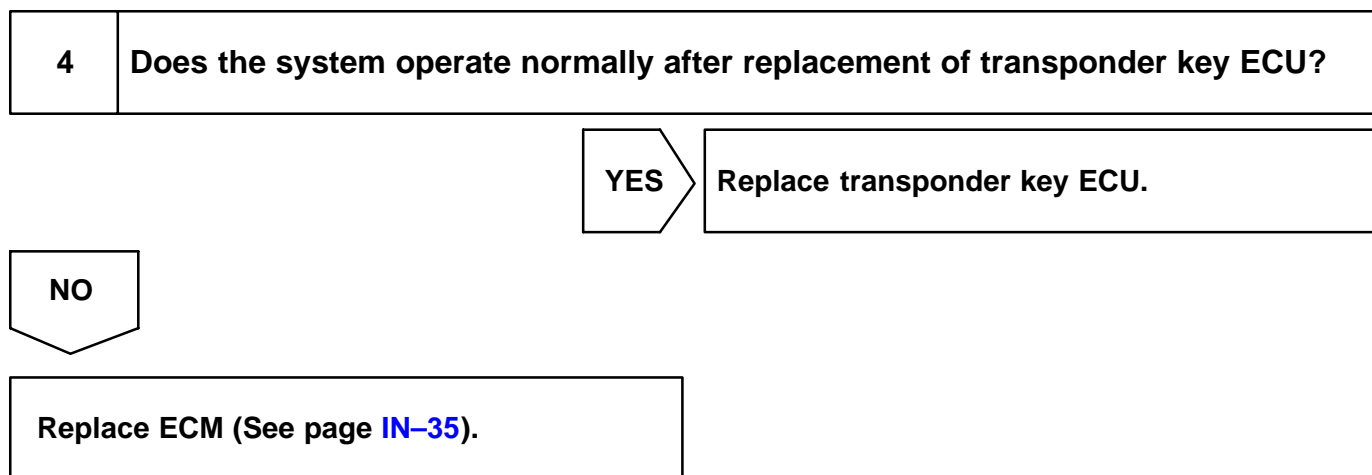 4 Does the system operate normally after replacement of transponder key ECU?
YES Replace transponder key ECU.
NO
Replace ECM (See page IN–35).